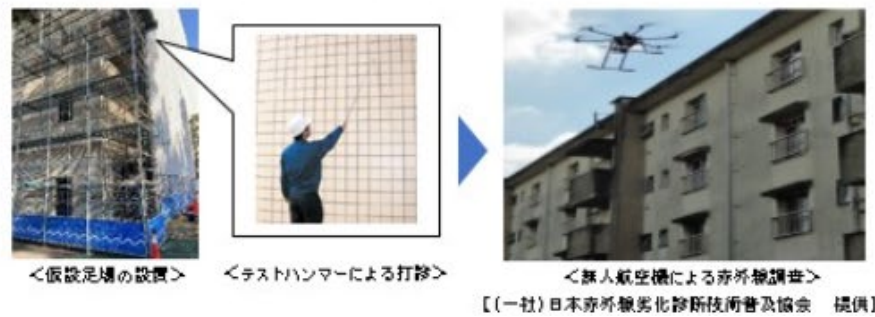 ＜仮設足場の設置＞
＜テストハンマーによる打診＞
＜無人航空機による赤外線調査＞
【(一社)日本赤外線劣化診断技術普及協会　提供】